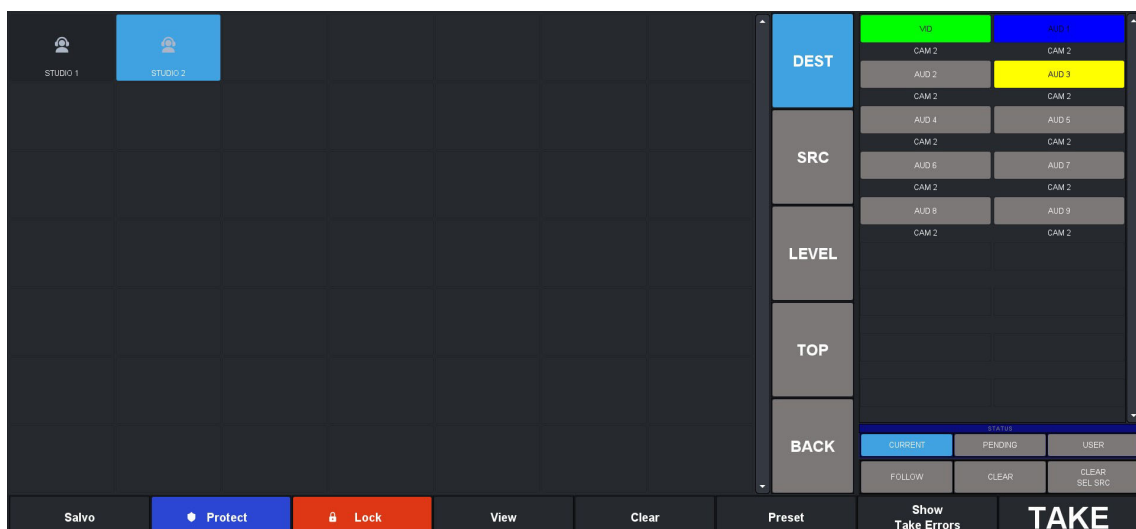 STUDIO 1
STUDIO 2
DEST
SRC
LEVEL
TOP
BACK
VID AUD 1
CAM 2 CAM 2
AUD 2 AUD 3
CAM 2 CAM 2
AUD 4 AUD 5
CAM 2 CAM 2
AUD 6 AUD 7
CAM 2 CAM 2
AUD 8 AUD 9
CAM 2 CAM 2
STATUS
CURRENT PENDING USER
FOLLOW CLEAR CLEAR
SEL SRC
Salvo Protect Lock View Clear Preset Show
Take Errors
TAKE